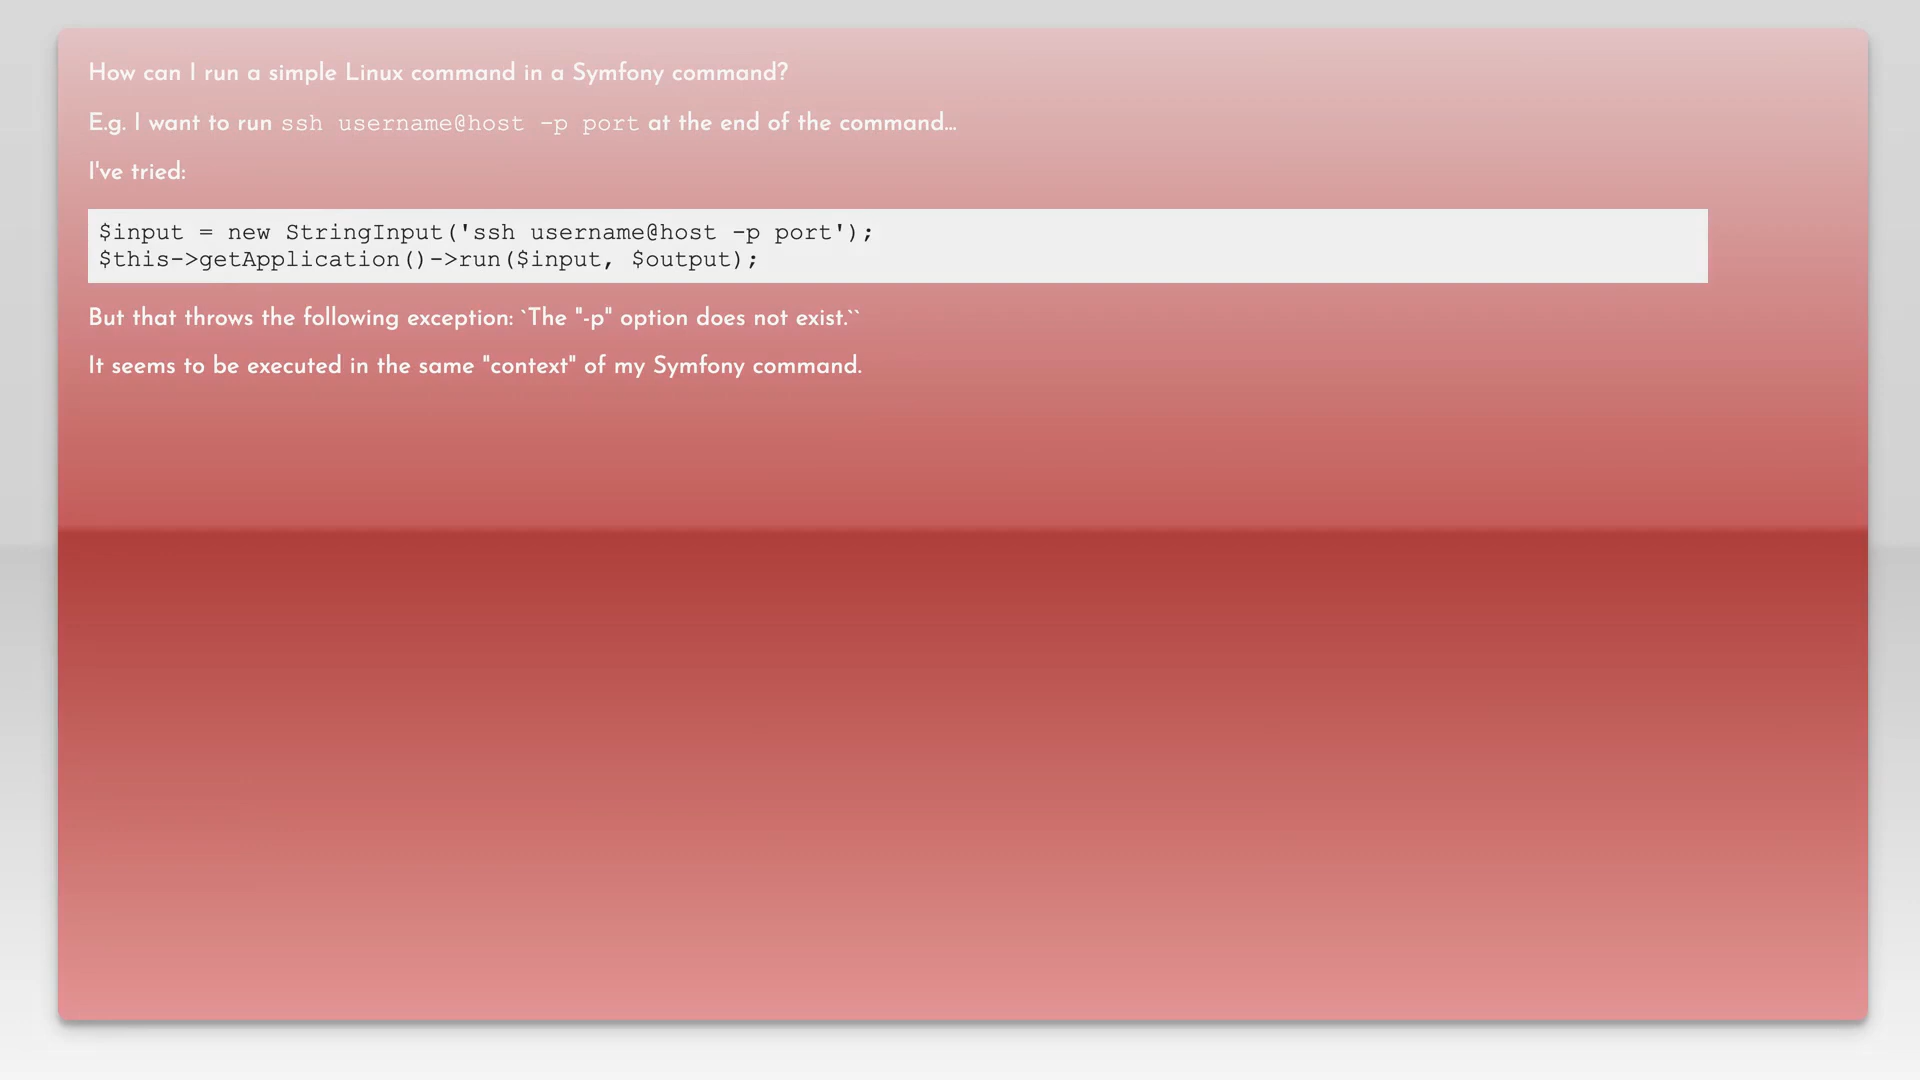 How can I run a simple Linux command in a Symfony command?
E.g. I want to run ssh username@host -p port at the end of the command...
I've tried:
$input = new StringInput('ssh username@host -p port');
$this->getApplication()->run($input, $output);
But that throws the following exception: `The "-p" option does not exist.``
It seems to be executed in the same "context" of my Symfony command.